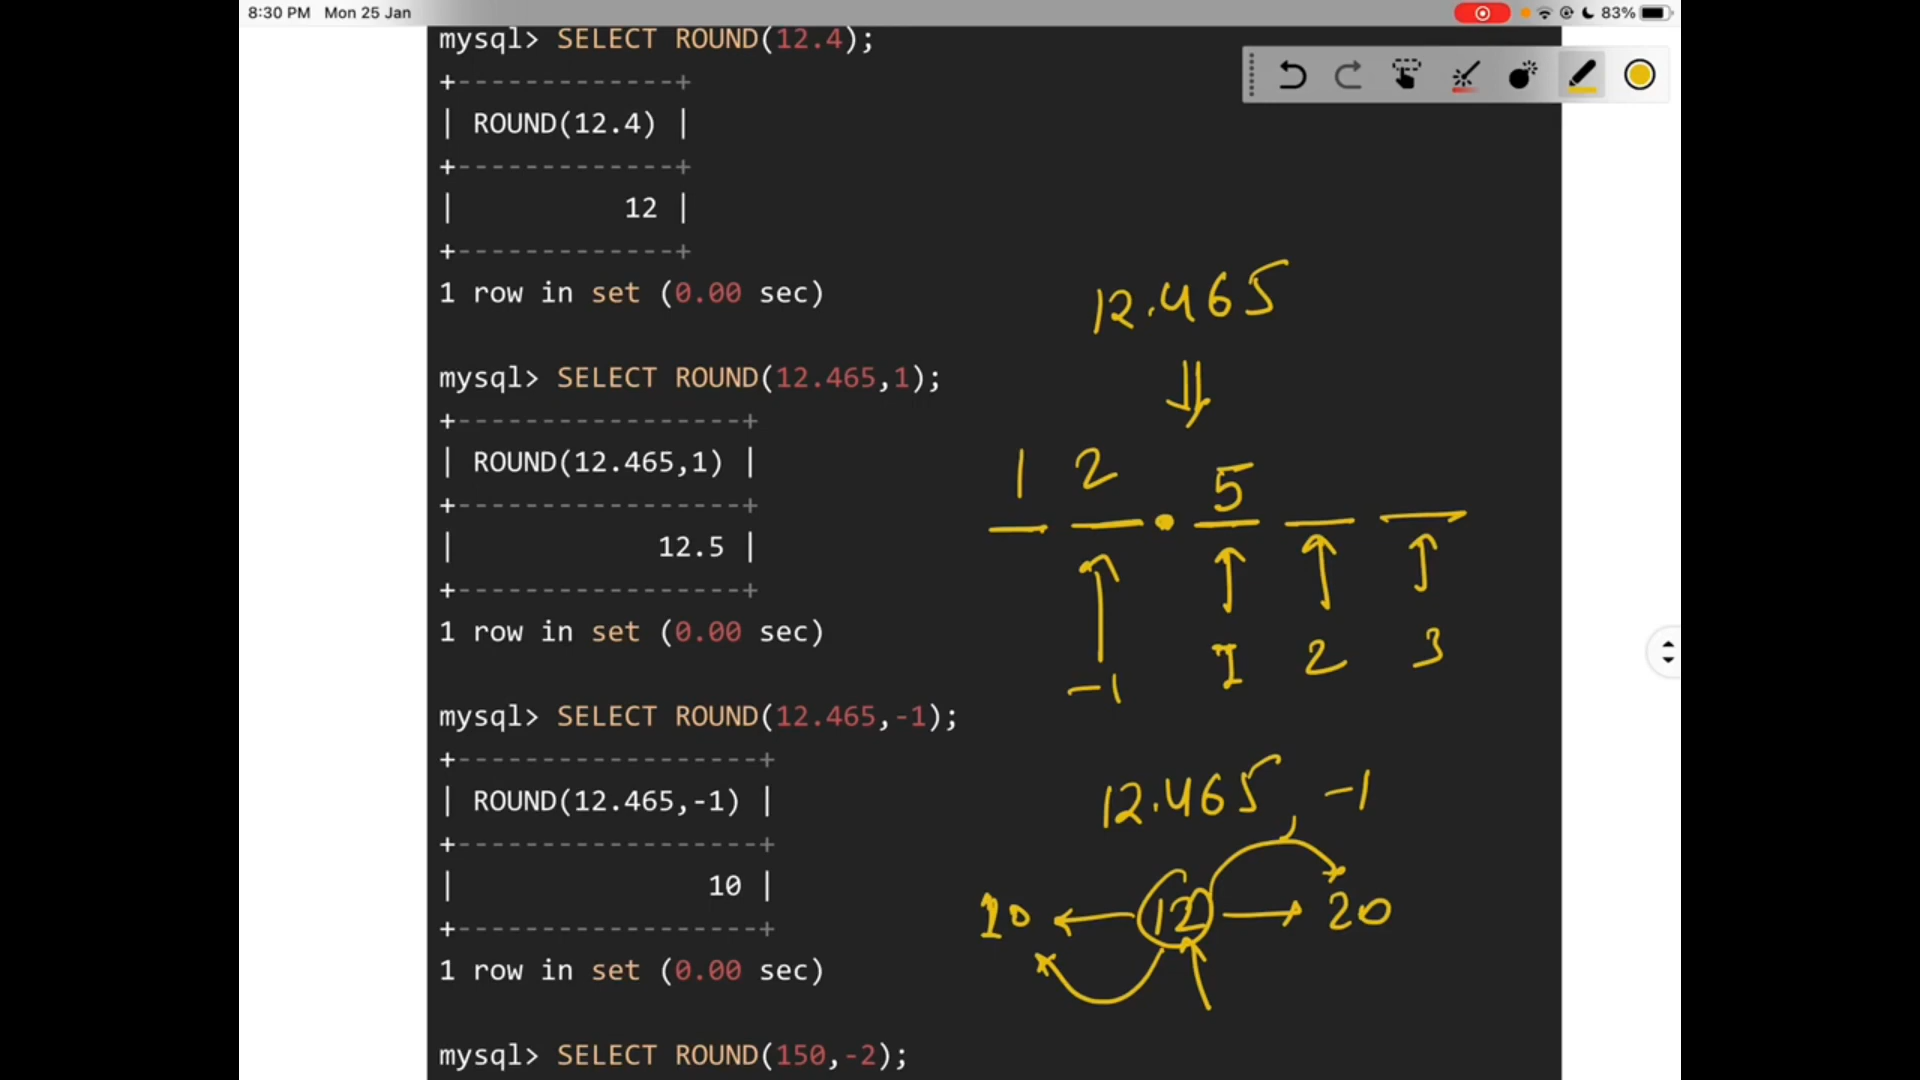 8:30 PM Mon 25 Jan 83%
mysql> SELECT ROUND(12.4);
+-------------+
| ROUND(12.4) |
+-------------+
| 12 |
+-------------+
1 row in set (0.00 sec)
mysql> SELECT ROUND(12.465,1);
+-----------------+
| ROUND(12.465,1) |
+-----------------+
| 12.5 |
+-----------------+
1 row in set (0.00 sec)
mysql> SELECT ROUND(12.465,-1);
+------------------+
| ROUND(12.465,-1) |
+------------------+
| 10 |
+------------------+
1 row in set (0.00 sec)
mysql> SELECT ROUND(150,-2);
12.465
1 2 . 5
-1 1 2 3
12.465, -1
10 12 20